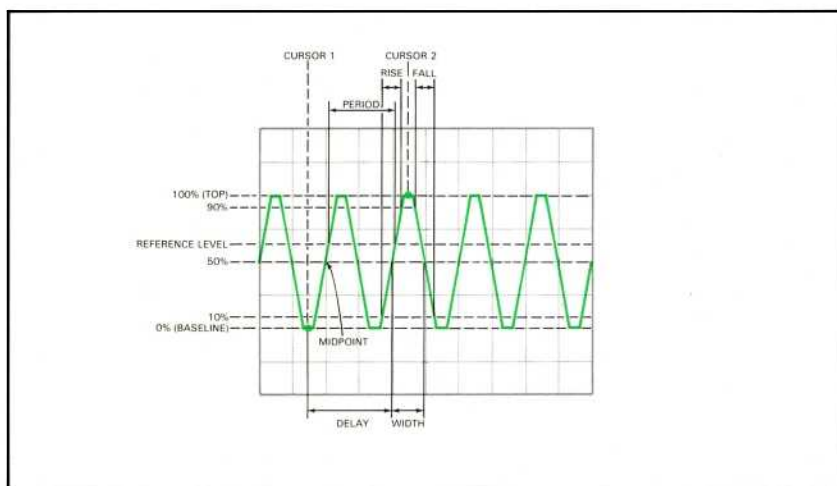 CURSOR 1
CURSOR 2
RISE
FALL
PERIOD
100% (TOP)
90%
REFERENCE LEVEL
50%
10%
0% (BASELINE)
MIDPOINT
DELAY
WIDTH